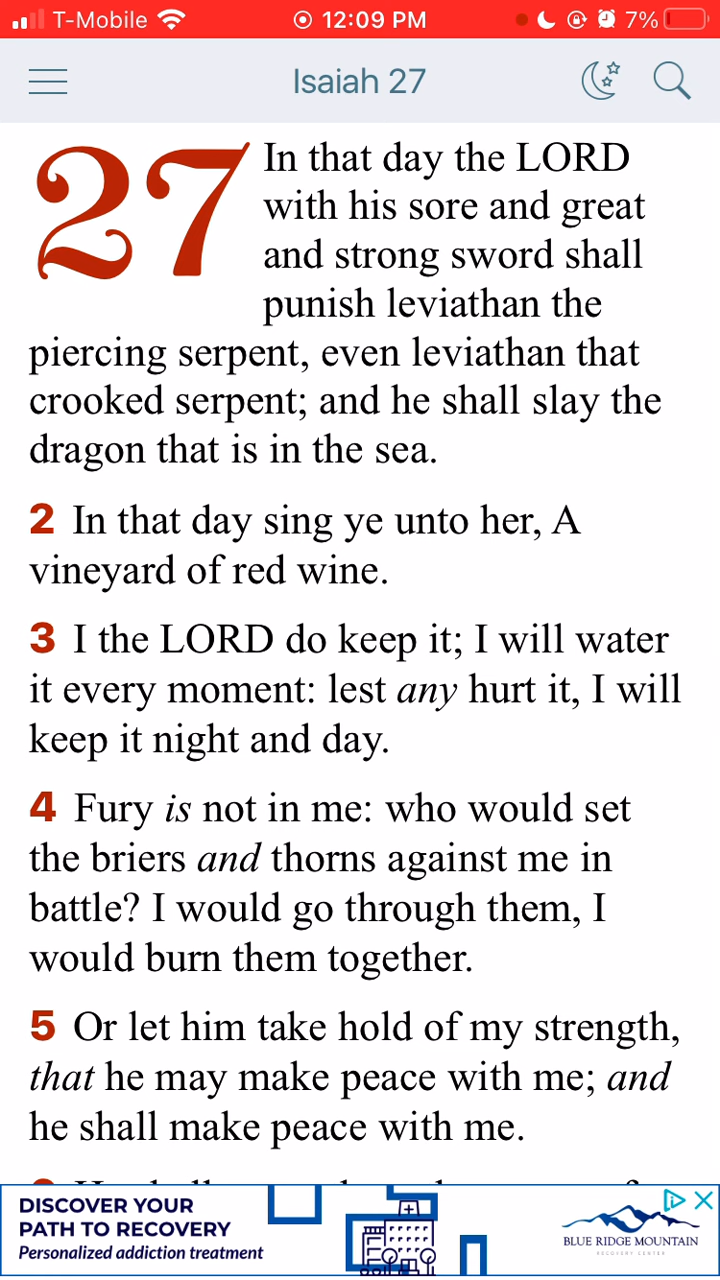 T-Mobile 12:09 PM 7%
Isaiah 27
27 In that day the LORD
with his sore and great
and strong sword shall
punish leviathan the
piercing serpent, even leviathan that
crooked serpent; and he shall slay the
dragon that is in the sea.
2 In that day sing ye unto her, A
vineyard of red wine.
3 I the LORD do keep it; I will water
it every moment: lest any hurt it, I will
keep it night and day.
4 Fury is not in me: who would set
the briers and thorns against me in
battle? I would go through them, I
would burn them together.
5 Or let him take hold of my strength,
that he may make peace with me; and
he shall make peace with me.
DISCOVER YOUR
PATH TO RECOVERY
Personalized addiction treatment
BLUE RIDGE MOUNTAIN
RECOVERY CENTER